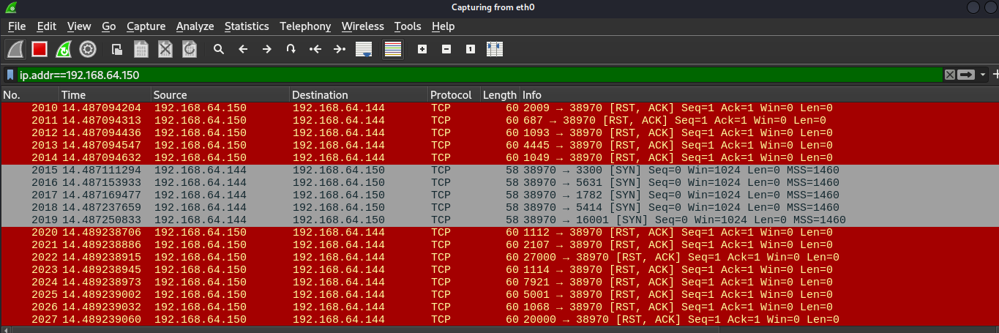 Capturing from eth0
File Edit View Go Capture Analyze Statistics Telephony Wireless Tools Help
ip.addr==192.168.64.150
No. Time Source Destination Protocol Length Info
2010 14.487094204 192.168.64.150 192.168.64.144 TCP 60 2009 → 38970 [RST, ACK] Seq=1 Ack=1 Win=0 Len=0
2011 14.487094313 192.168.64.150 192.168.64.144 TCP 60 687 → 38970 [RST, ACK] Seq=1 Ack=1 Win=0 Len=0
2012 14.487094436 192.168.64.150 192.168.64.144 TCP 60 1093 → 38970 [RST, ACK] Seq=1 Ack=1 Win=0 Len=0
2013 14.487094547 192.168.64.150 192.168.64.144 TCP 60 4445 → 38970 [RST, ACK] Seq=1 Ack=1 Win=0 Len=0
2014 14.487094632 192.168.64.150 192.168.64.144 TCP 60 1049 → 38970 [RST, ACK] Seq=1 Ack=1 Win=0 Len=0
2015 14.487111294 192.168.64.144 192.168.64.150 TCP 58 38970 → 3300 [SYN] Seq=0 Win=1024 Len=0 MSS=1460
2016 14.487153933 192.168.64.144 192.168.64.150 TCP 58 38970 → 5631 [SYN] Seq=0 Win=1024 Len=0 MSS=1460
2017 14.487169477 192.168.64.144 192.168.64.150 TCP 58 38970 → 1782 [SYN] Seq=0 Win=1024 Len=0 MSS=1460
2018 14.487237659 192.168.64.144 192.168.64.150 TCP 58 38970 → 5414 [SYN] Seq=0 Win=1024 Len=0 MSS=1460
2019 14.487250833 192.168.64.144 192.168.64.150 TCP 58 38970 → 16001 [SYN] Seq=0 Win=1024 Len=0 MSS=1460
2020 14.489238706 192.168.64.150 192.168.64.144 TCP 60 1112 → 38970 [RST, ACK] Seq=1 Ack=1 Win=0 Len=0
2021 14.489238886 192.168.64.150 192.168.64.144 TCP 60 2107 → 38970 [RST, ACK] Seq=1 Ack=1 Win=0 Len=0
2022 14.489238915 192.168.64.150 192.168.64.144 TCP 60 27000 → 38970 [RST, ACK] Seq=1 Ack=1 Win=0 Len=0
2023 14.489238945 192.168.64.150 192.168.64.144 TCP 60 1114 → 38970 [RST, ACK] Seq=1 Ack=1 Win=0 Len=0
2024 14.489238973 192.168.64.150 192.168.64.144 TCP 60 7921 → 38970 [RST, ACK] Seq=1 Ack=1 Win=0 Len=0
2025 14.489239002 192.168.64.150 192.168.64.144 TCP 60 5001 → 38970 [RST, ACK] Seq=1 Ack=1 Win=0 Len=0
2026 14.489239032 192.168.64.150 192.168.64.144 TCP 60 1068 → 38970 [RST, ACK] Seq=1 Ack=1 Win=0 Len=0
2027 14.489239060 192.168.64.150 192.168.64.144 TCP 60 20000 → 38970 [RST, ACK] Seq=1 Ack=1 Win=0 Len=0